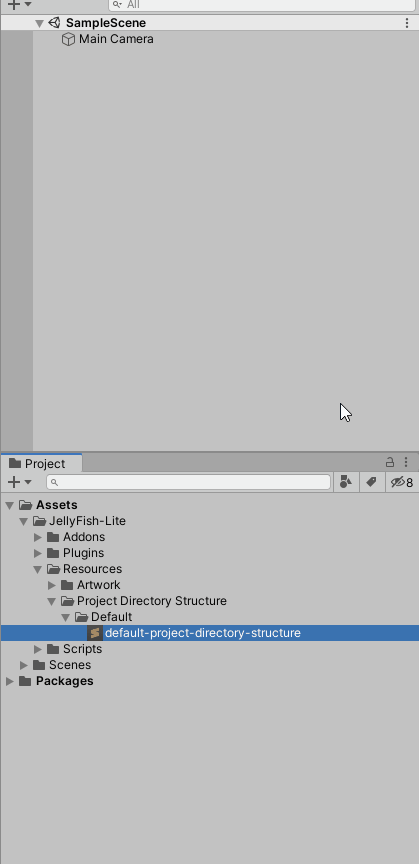 All
SampleScene
Main Camera
Project
8
Assets
JellyFish-Lite
Addons
Plugins
Resources
Artwork
Project Directory Structure
Default
default-project-directory-structure
Scripts
Scenes
Packages